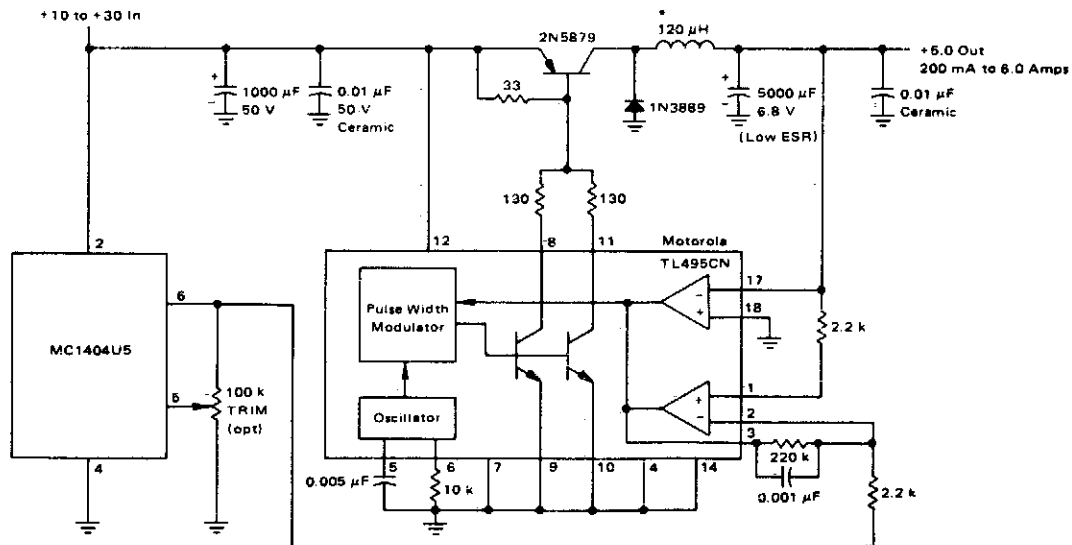 +10 to +30 In
2N5879
*
120 µH
+5.0 Out
200 mA to 6.0 Amps
33
+
1000 µF
50 V
−
0.01 µF
50 V
Ceramic
1N3889
+
5000 µF
6.8 V
−
(Low ESR)
0.01 µF
Ceramic
130
130
2
12
8
11
Motorola
TL495CN
MC1404U5
6
5
4
100 k
TRIM
(opt)
Pulse Width
Modulator
Oscillator
−
+
17
18
2.2 k
+
−
1
2
3
220 k
0.001 µF
2.2 k
5
6
7
9
10
4
14
0.005 µF
10 k